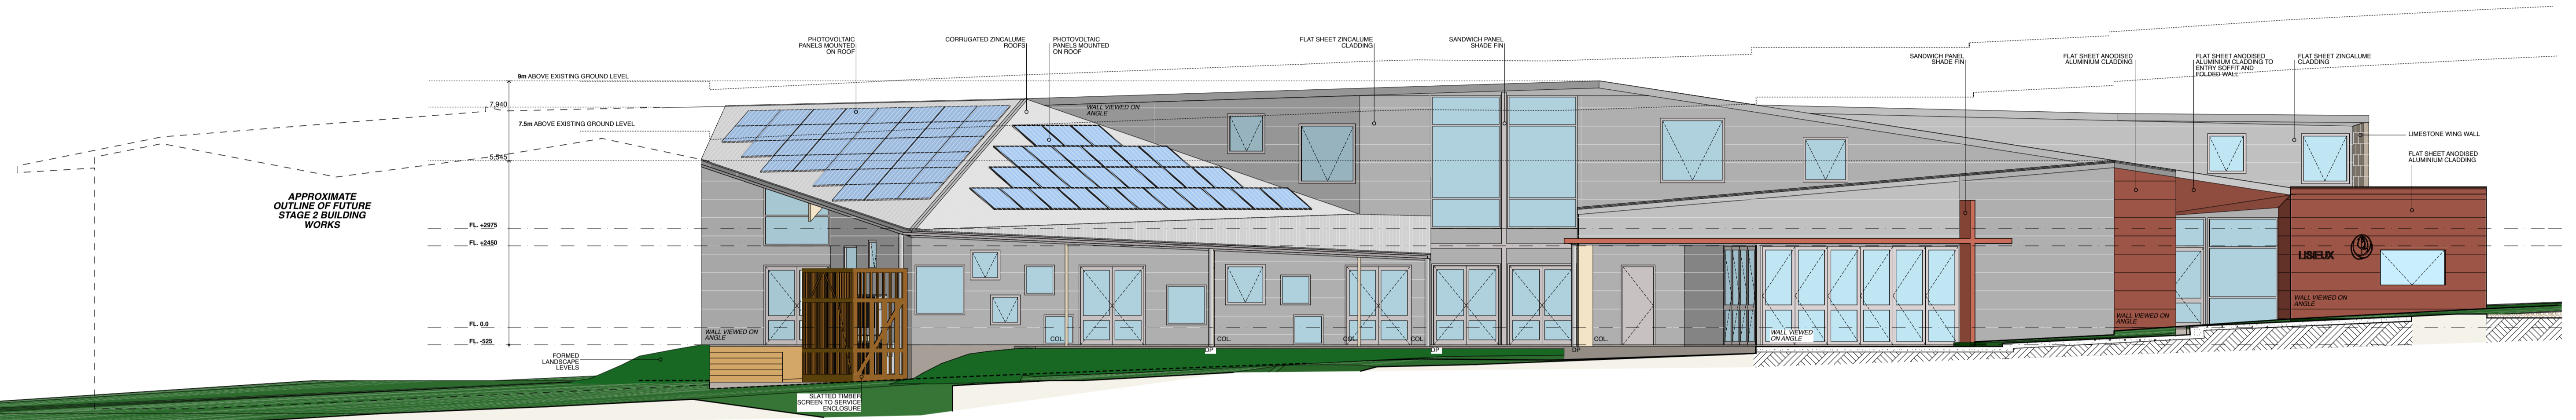 PHOTOVOLTAIC
PANELS MOUNTED
ON ROOF
CORRUGATED ZINCALUME
ROOFS
PHOTOVOLTAIC
PANELS MOUNTED
ON ROOF
FLAT SHEET ZINCALUME
CLADDING
SANDWICH PANEL
SHADE FIN
SANDWICH PANEL
SHADE FIN
FLAT SHEET ANODISED
ALUMINIUM CLADDING
FLAT SHEET ANODISED
ALUMINIUM CLADDING TO
ENTRY SOFFIT AND
FOLDED WALL
FLAT SHEET ZINCALUME
CLADDING
9m ABOVE EXISTING GROUND LEVEL
7,940
7.5m ABOVE EXISTING GROUND LEVEL
5,545
WALL VIEWED ON
ANGLE
LIMESTONE WING WALL
FLAT SHEET ANODISED
ALUMINIUM CLADDING
APPROXIMATE
OUTLINE OF FUTURE
STAGE 2 BUILDING
WORKS
FL. +2975
FL. +2450
LISIEUX
WALL VIEWED ON
ANGLE
WALL VIEWED ON
ANGLE
FL. 0.0
FL. -525
WALL VIEWED ON
ANGLE
COL.
COL.
COL.
COL.
WALL VIEWED
ON ANGLE
DP
DP
DP
FORMED
LANDSCAPE
LEVELS
SLATTED TIMBER
SCREEN TO SERVICE
ENCLOSURE